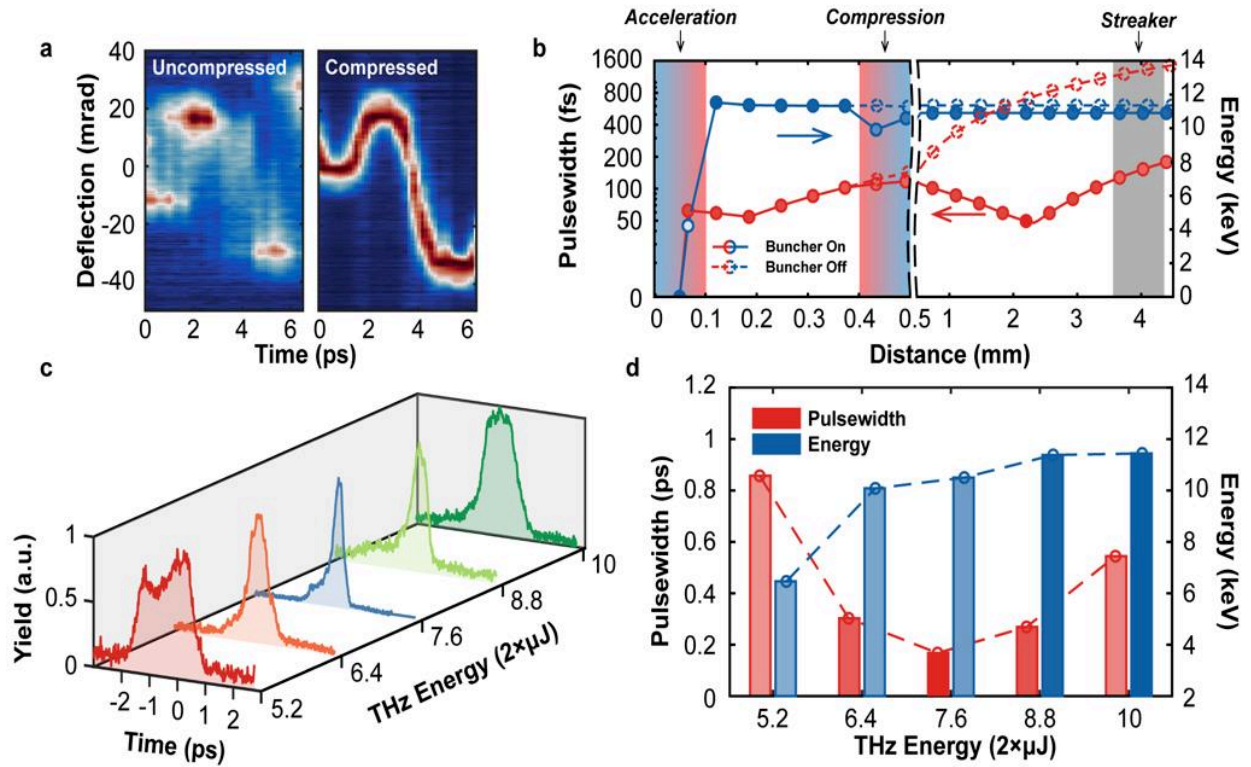 a
Uncompressed
Compressed
Deflection (mrad)
40
20
0
-20
-40
0 2 4 6
0 2 4 6
Time (ps)
b
Acceleration
Compression
Streaker
Pulsewidth (fs)
1600
800
400
200
100
50
0
Buncher On
Buncher Off
14
12
10
8
6
4
2
0
Energy (keV)
0 0.1 0.2 0.3 0.4 0.5 1 2 3 4
Distance (mm)
c
Yield (a.u.)
1
0.5
0
-2 -1 0 1 2
Time (ps)
5.2
6.4
7.6
8.8
10
THz Energy (2×μJ)
d
Pulsewidth (ps)
1.2
1
0.8
0.6
0.4
0.2
0
Pulsewidth
Energy
14
12
10
8
6
4
2
Energy (keV)
5.2 6.4 7.6 8.8 10
THz Energy (2×μJ)